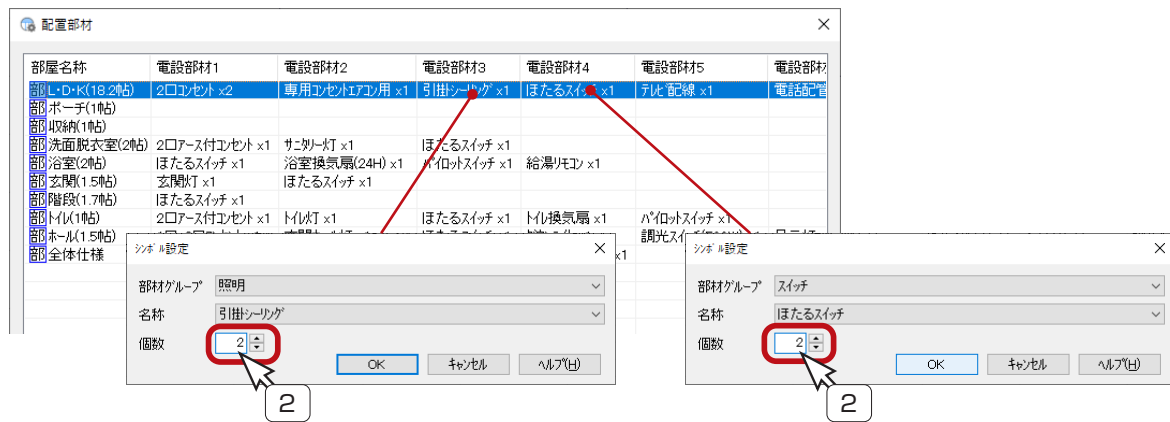 配置部材
部屋名称 電設部材1 電設部材2 電設部材3 電設部材4 電設部材5 電設部材
部 L・D・K(18.2帖) 2口コンセント x2 専用コンセントエアコン用 x1 引掛シーリング x1 ほたるスイッチ x1 テレビ配線 x1 電話配管
部 ポーチ(1帖)
部 収納(1帖)
部 洗面脱衣室(2帖) 2口アース付コンセント x1 サニタリー灯 x1 ほたるスイッチ x1
部 浴室(2帖) ほたるスイッチ x1 浴室換気扇(24H) x1 パイロットスイッチ x1 給湯リモコン x1
部 玄関(1.5帖) 玄関灯 x1 ほたるスイッチ x1
部 階段(1.7帖) ほたるスイッチ x1
部 トイレ(1帖) 2口アース付コンセント x1 トイレ灯 x1 ほたるスイッチ x1 トイレ換気扇 x1 パイロットスイッチ x1
部 ホール(1.5帖)
部 全体仕様 x1
シンボル設定
部材グループ 照明
名称 引掛シーリング
個数 2
OK キャンセル ヘルプ(H)
2
シンボル設定
部材グループ スイッチ
名称 ほたるスイッチ
個数 2
OK キャンセル ヘルプ(H)
2